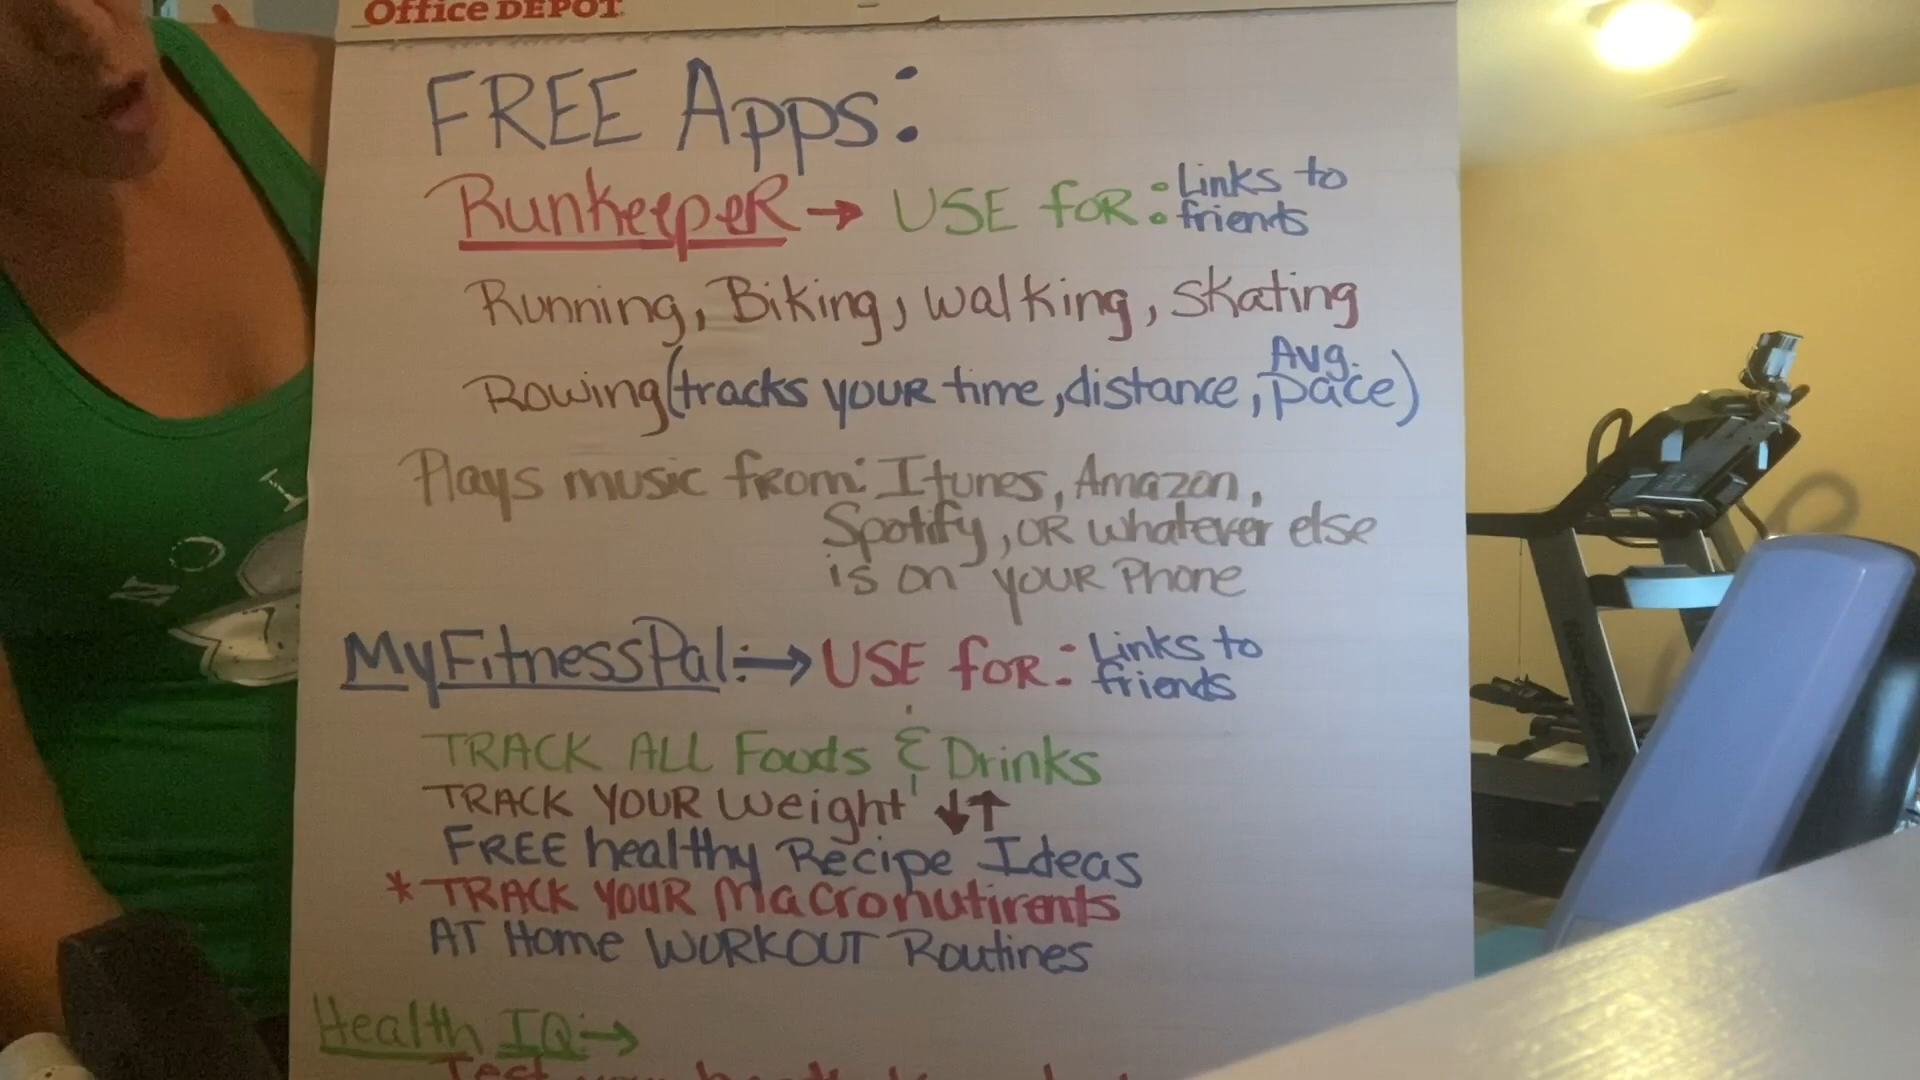 Office DEPOT
FREE Apps:
RunkeepeR → USE foR: Links to
friends
Running, Biking, walking, skating
Avg.
Rowing (tracks YOUR time, distance, pace)
Plays music from: Itunes, Amazon,
Spotify, OR whatever else
is on YOUR Phone
MyFitnessPal: → USE foR: Links to
friends
TRACK ALL Foods & Drinks
TRACK YOUR weight ↓↑
FREE healthy Recipe Ideas
* TRACK YOUR Macronutirents
AT Home WORKOUT Routines
Health IQ: →
Test